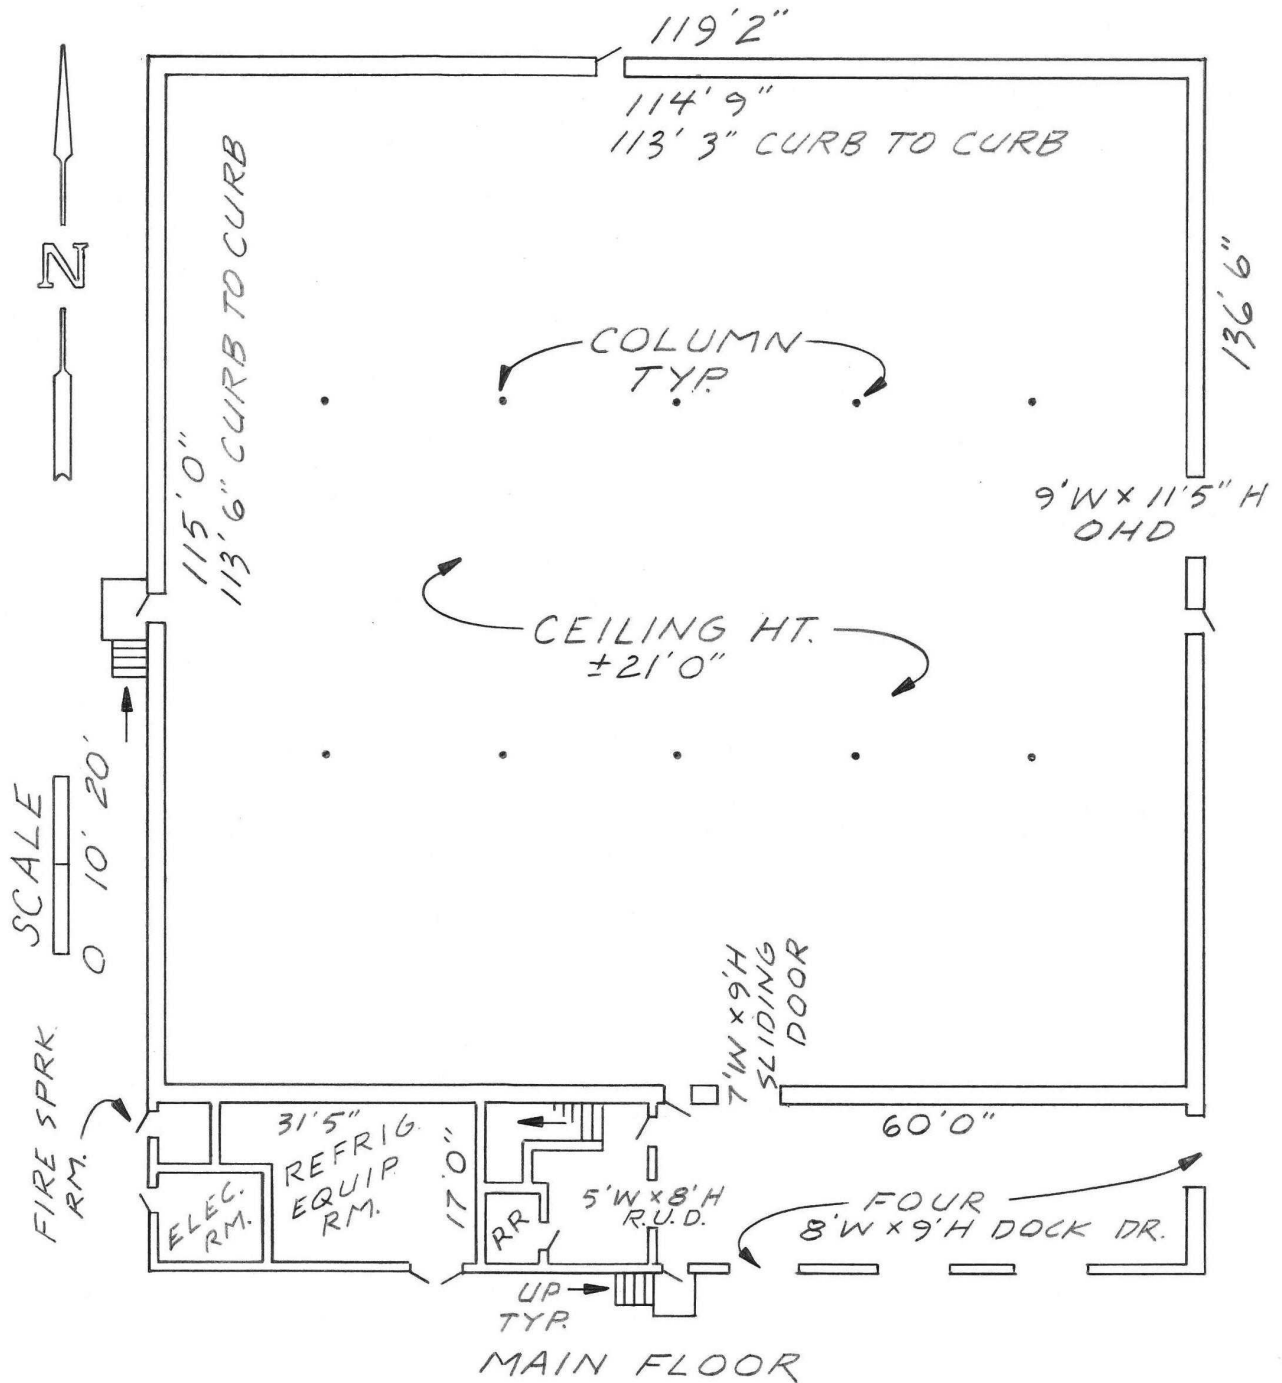 119'2"
114' 9"
113' 3" CURB TO CURB
N
115' 0"
113' 6" CURB TO CURB
136' 6"
COLUMN
TYP.
9'W X 11'5" H
OHD
CEILING HT.
±21'0"
SCALE
0 10' 20'
7'W X 9'H
SLIDING
DOOR
FIRE SPRK.
RM.
31'5"
REFRIG.
EQUIP.
RM.
17'0"
60'0"
ELEC.
RM.
RR
5'W X 8'H
R.U.D.
FOUR
8'W X 9'H DOCK DR.
UP
TYP.
MAIN FLOOR